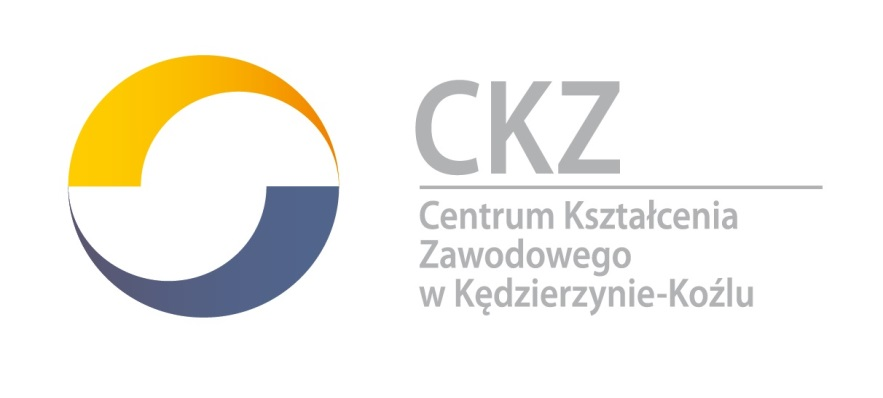 CKZ
Centrum Kształcenia
Zawodowego
w Kędzierzynie-Koźlu